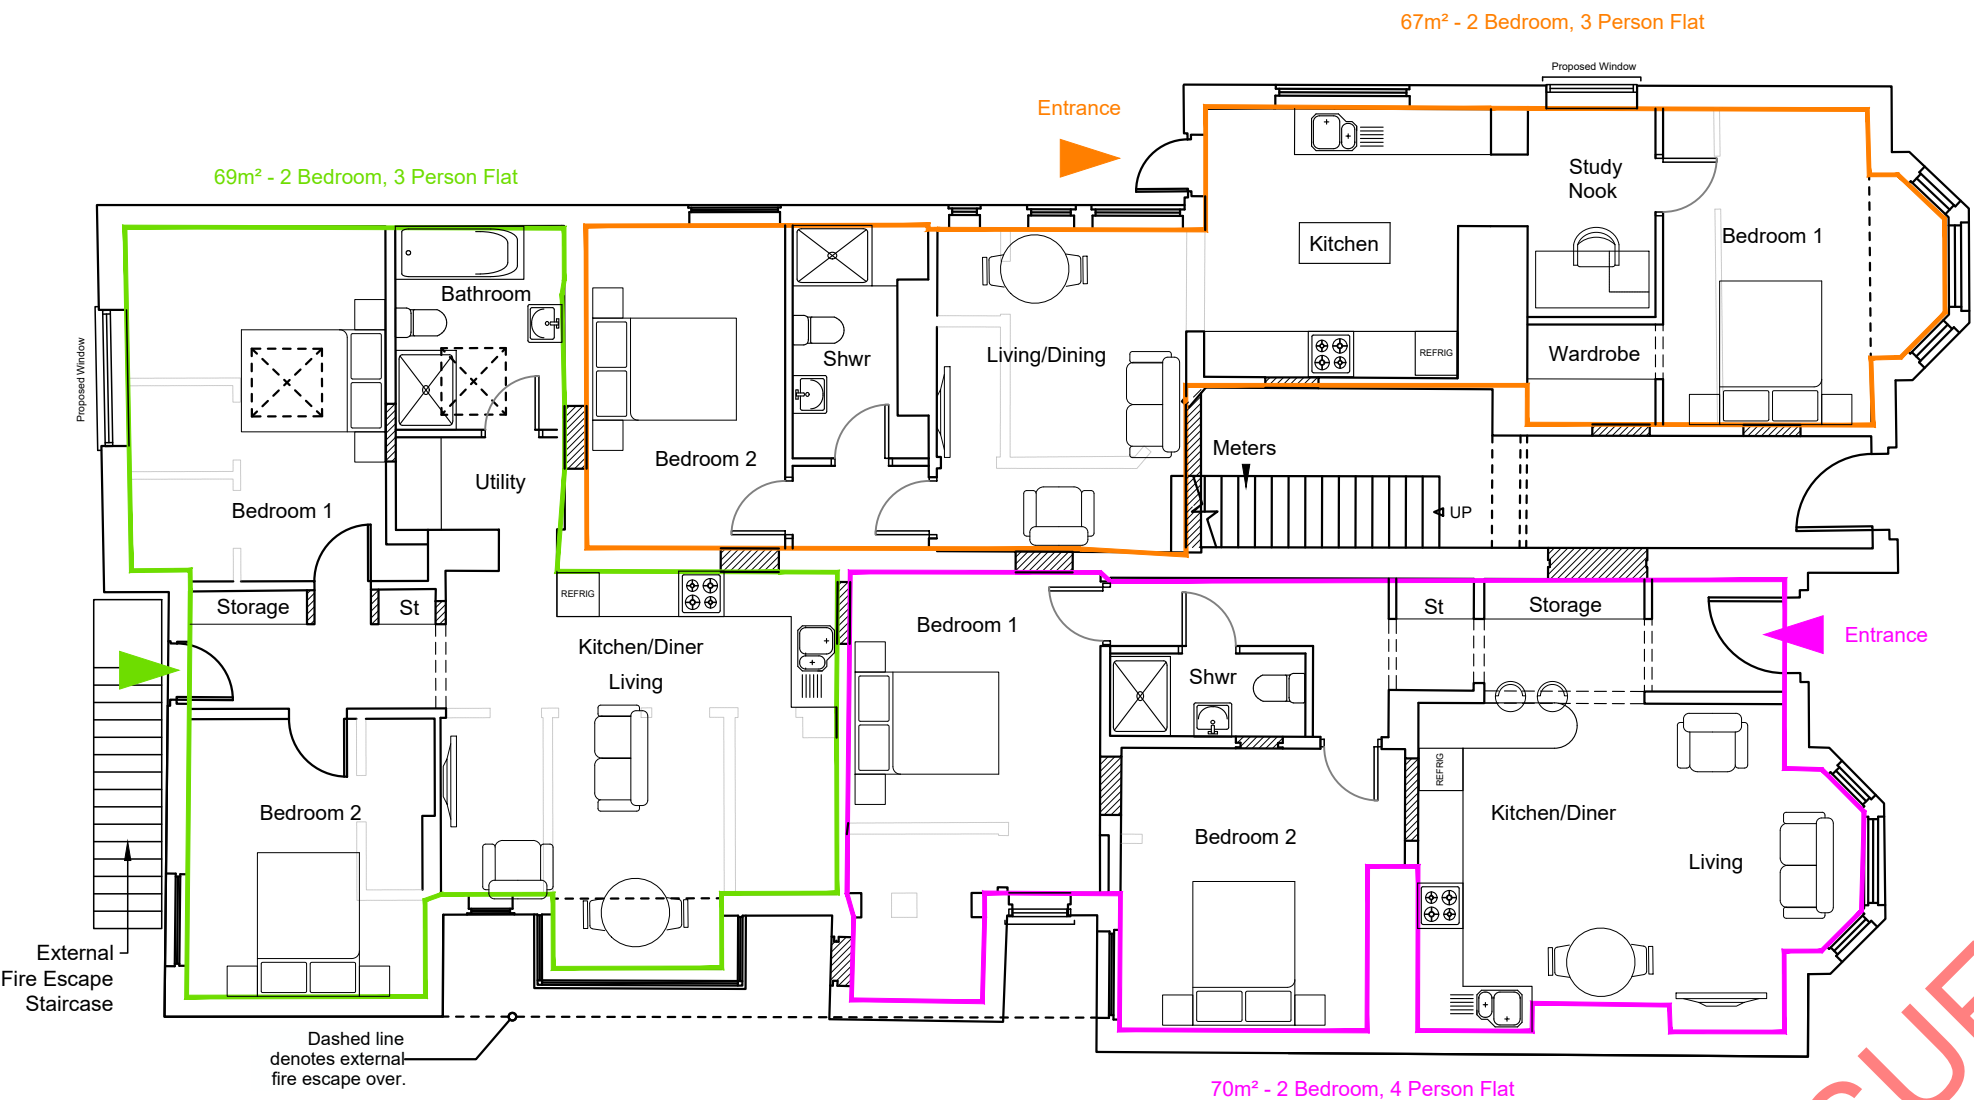 67m² - 2 Bedroom, 3 Person Flat
Proposed Window
Entrance
69m² - 2 Bedroom, 3 Person Flat
Study
Nook
Kitchen
Bedroom 1
Bathroom
Shwr
Living/Dining
REFRIG
Wardrobe
Proposed Window
Bedroom 2
Meters
Utility
Bedroom 1
UP
REFRIG
Storage
St
Kitchen/Diner
Living
Bedroom 1
St
Storage
Entrance
Shwr
REFRIG
Bedroom 2
Kitchen/Diner
Bedroom 2
Living
External
Fire Escape
Staircase
Dashed line
denotes external
fire escape over.
70m² - 2 Bedroom, 4 Person Flat